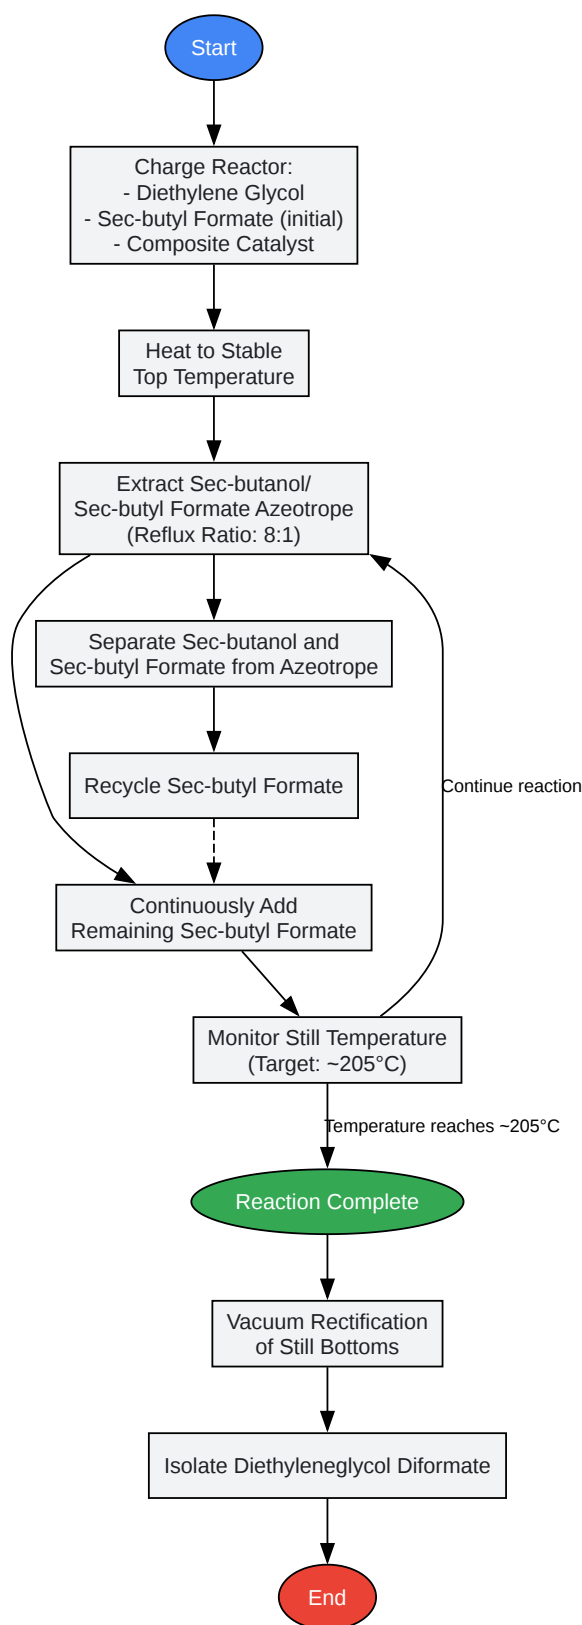 Start
Charge Reactor:
- Diethylene Glycol
- Sec-butyl Formate (initial)
- Composite Catalyst
Heat to Stable
Top Temperature
Extract Sec-butanol/
Sec-butyl Formate Azeotrope
(Reflux Ratio: 8:1)
Separate Sec-butanol and
Sec-butyl Formate from Azeotrope
Recycle Sec-butyl Formate
Continue reaction
Continuously Add
Remaining Sec-butyl Formate
Monitor Still Temperature
(Target: ~205°C)
Temperature reaches ~205°C
Reaction Complete
Vacuum Rectification
of Still Bottoms
Isolate Diethyleneglycol Diformate
End